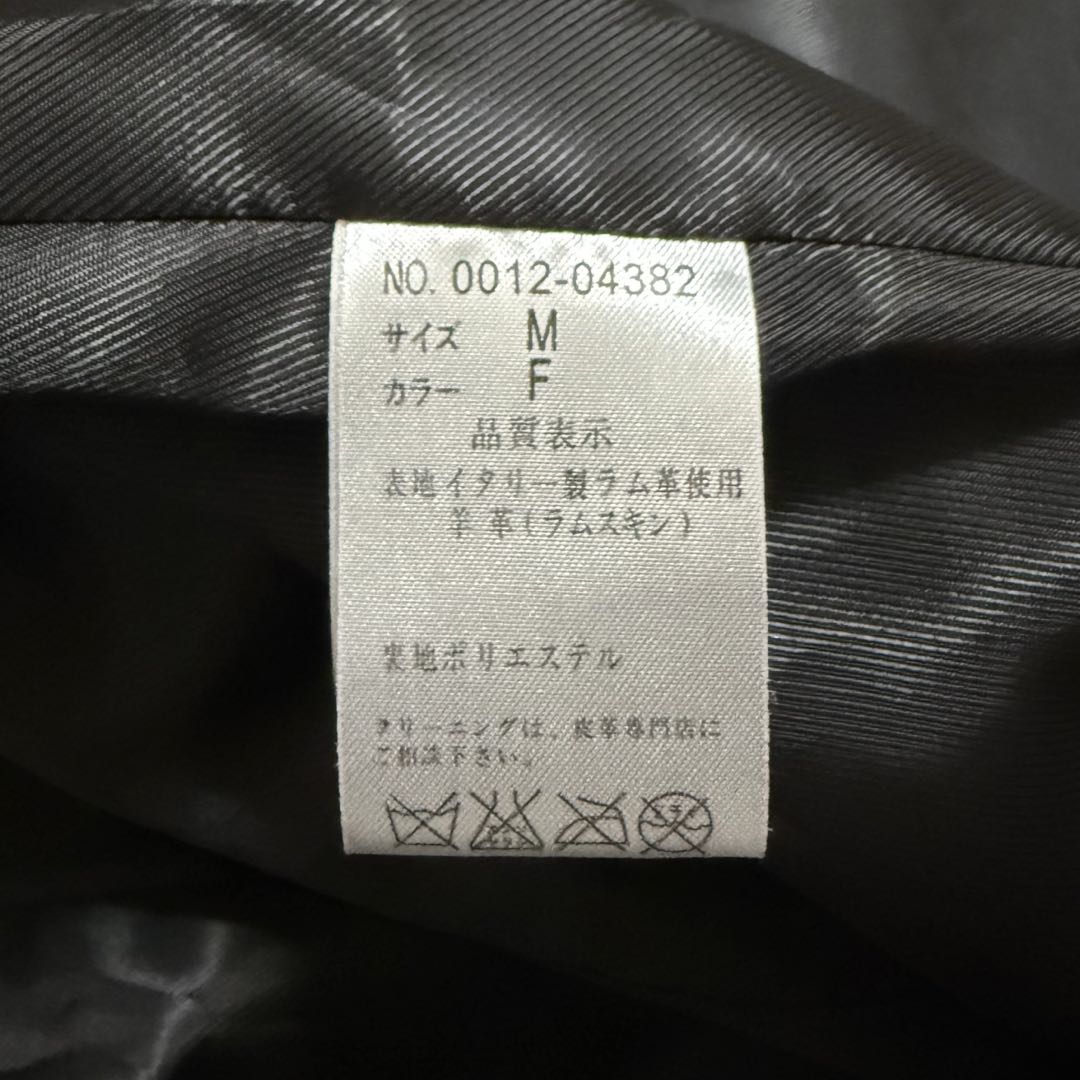 NO. 0012-04382
サイズ M
カラー F
品質表示
表地イタリー製ラム革使用
羊革(ラムスキン)
裏地ポリエステル
クリーニングは、皮革専門店に
ご相談下さい。